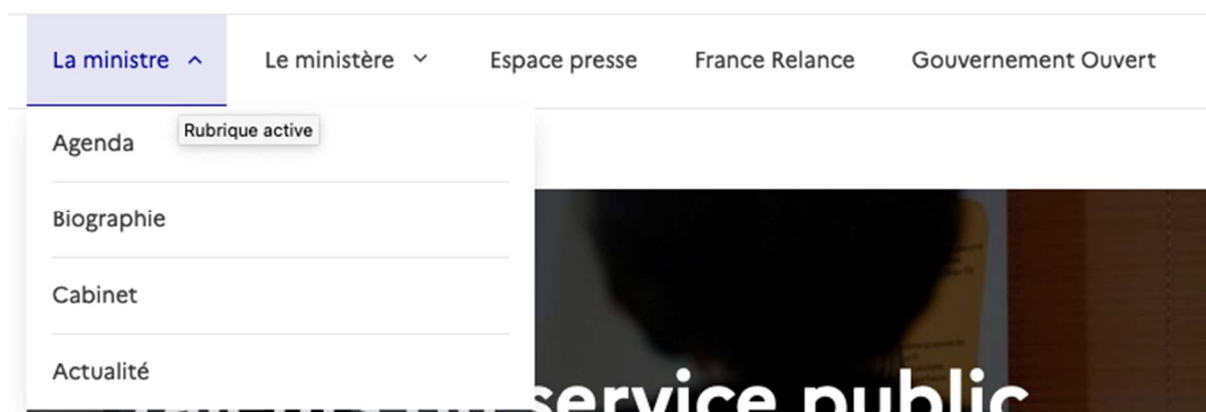 La ministre
Le ministère
Espace presse
France Relance
Gouvernement Ouvert
Rubrique active
Agenda
Biographie
Cabinet
Actualité
service public